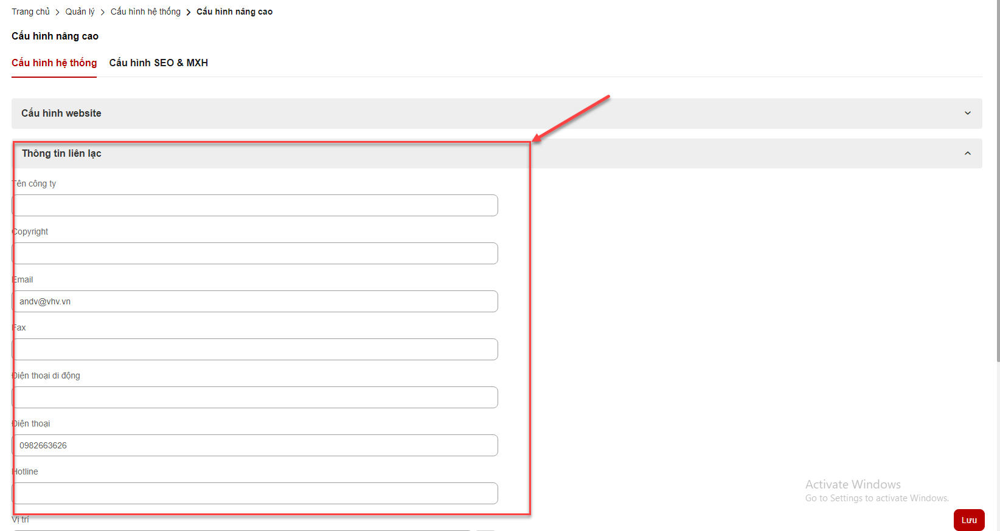 Trang chủ > Quản lý > Cấu hình hệ thống > Cấu hình nâng cao
Cấu hình nâng cao
Cấu hình hệ thống Cấu hình SEO & MXH
Cấu hình website
Thông tin liên lạc
Tên công ty
Copyright
Email
andv@vhv.vn
Fax
Điện thoại di động
Điện thoại
0982663626
Hotline
Vị trí
Activate Windows
Go to Settings to activate Windows.
Lưu